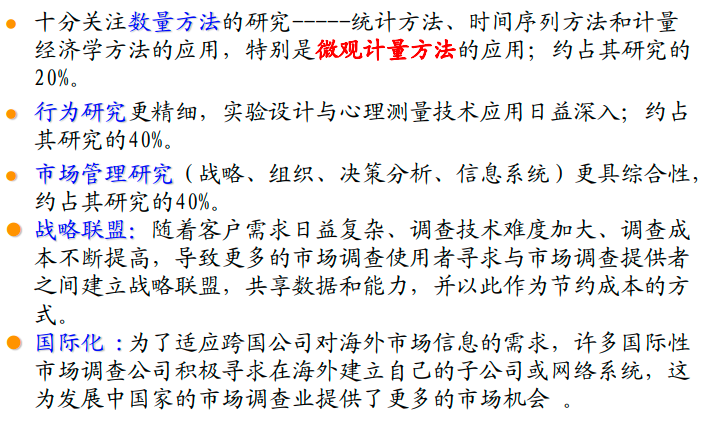 十分关注数量方法的研究-----统计方法、时间序列方法和计量
经济学方法的应用，特别是微观计量方法的应用；约占其研究的
20%。
行为研究更精细，实验设计与心理测量技术应用日益深入；约占
其研究的40%。
市场管理研究（战略、组织、决策分析、信息系统）更具综合性，
约占其研究的40%。
战略联盟：随着客户需求日益复杂、调查技术难度加大、调查成
本不断提高，导致更多的市场调查使用者寻求与市场调查提供者
之间建立战略联盟，共享数据和能力，并以此作为节约成本的方
式。
国际化 :为了适应跨国公司对海外市场信息的需求，许多国际性
市场调查公司积极寻求在海外建立自己的子公司或网络系统，这
为发展中国家的市场调查业提供了更多的市场机会 。